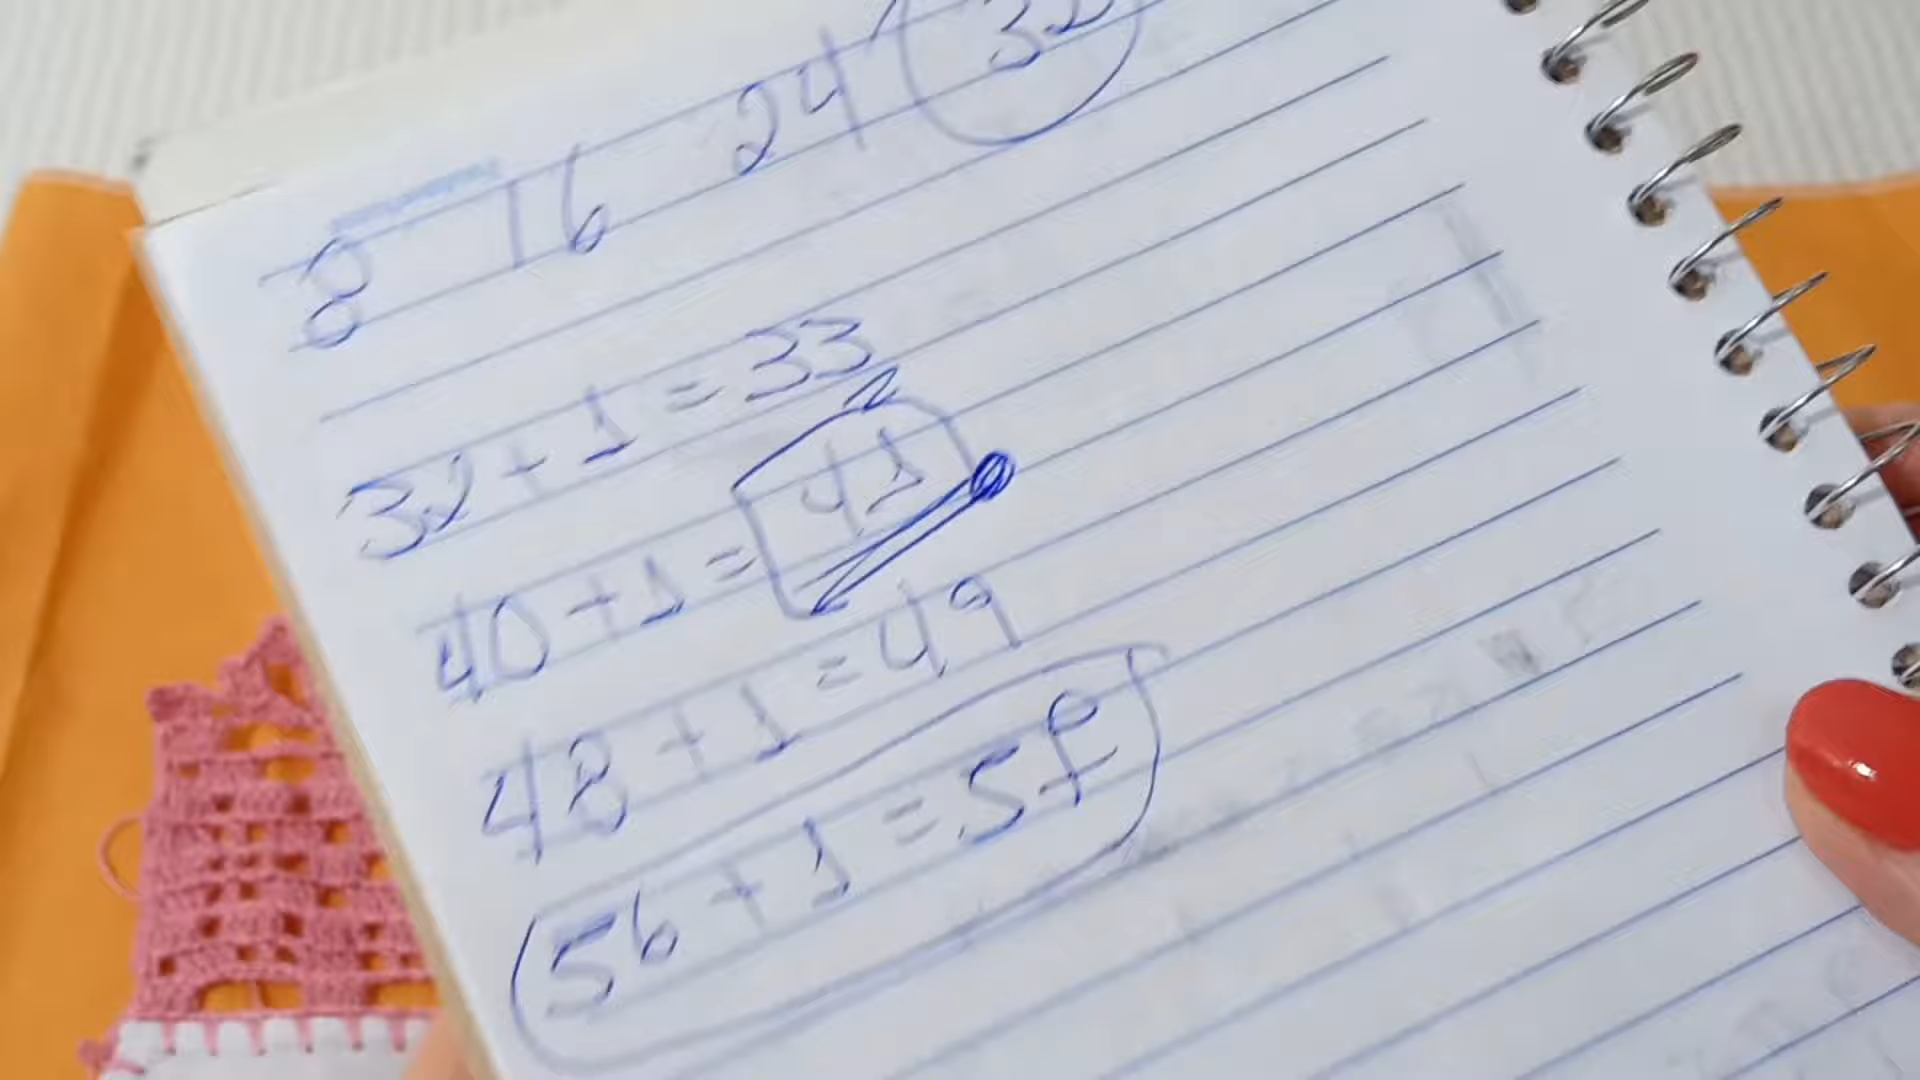 8 16 24 32
32 + 1 = 33
40 + 1 = 41
48 + 1 = 49
56 + 1 = 57